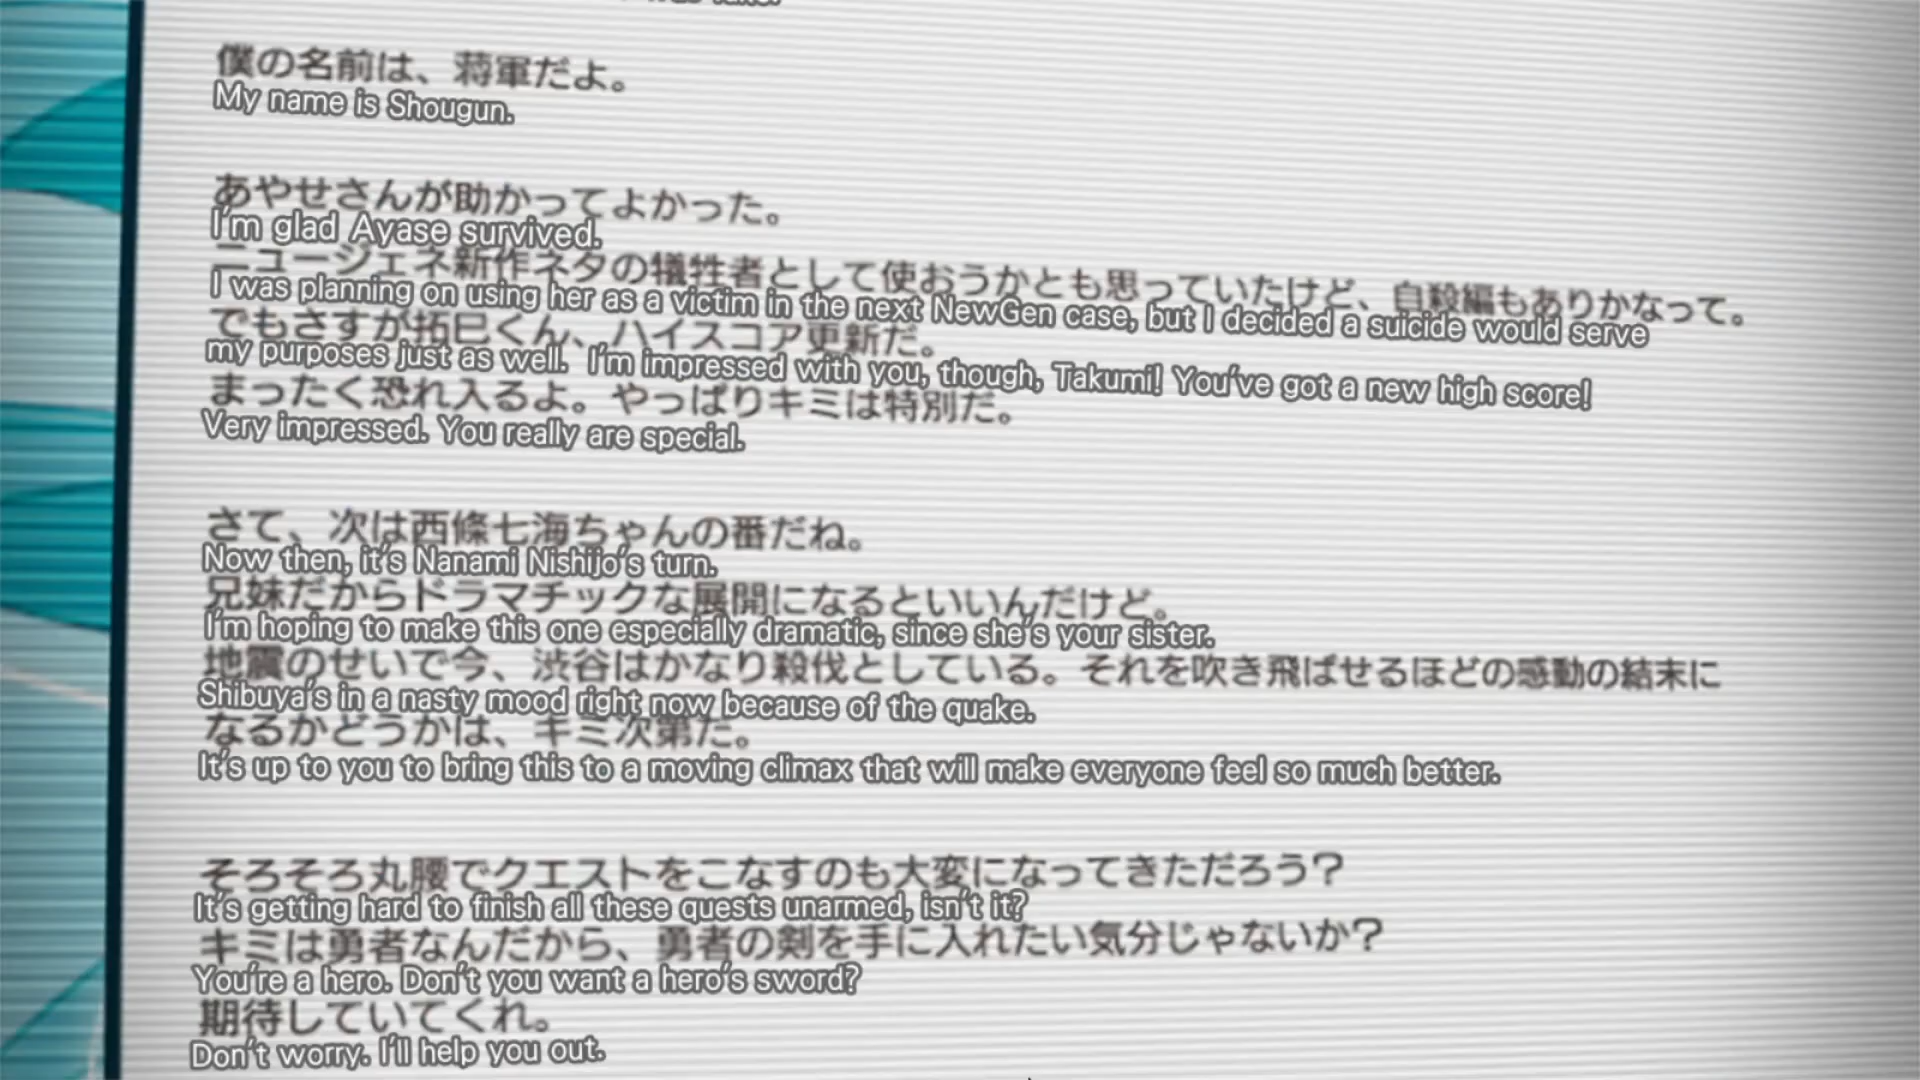 僕の名前は、蒋軍だよ。
My name is Shougun.
あやせさんが助かってよかった。
I'm glad Ayase survived.
ニュージェネ新作ネタの犠牲者として使おうかとも思っていたけど、自殺編もありかなって。
I was planning on using her as a victim in the next NewGen case, but I decided a suicide would serve
でもさすが拓巳くん、ハイスコア更新だ。
my purposes just as well. I'm impressed with you, though, Takumi! You've got a new high score!
まったく恐れ入るよ。やっぱりキミは特別だ。
Very impressed. You really are special.
さて、次は西條七海ちゃんの番だね。
Now then, it's Nanami Nishijo's turn.
兄妹だからドラマチックな展開になるといいんだけど。
I'm hoping to make this one especially dramatic, since she's your sister.
地震のせいで今、渋谷はかなり殺伐としている。それを吹き飛ばせるほどの感動の結末に
Shibuya's in a nasty mood right now because of the quake.
なるかどうかは、キミ次第だ。
It's up to you to bring this to a moving climax that will make everyone feel so much better.
そろそろ丸腰でクエストをこなすのも大変になってきただろう？
It's getting hard to finish all these quests unarmed, isn't it?
キミは勇者なんだから、勇者の剣を手に入れたい気分じゃないか？
You're a hero. Don't you want a hero's sword?
期待していてくれ。
Don't worry. I'll help you out.